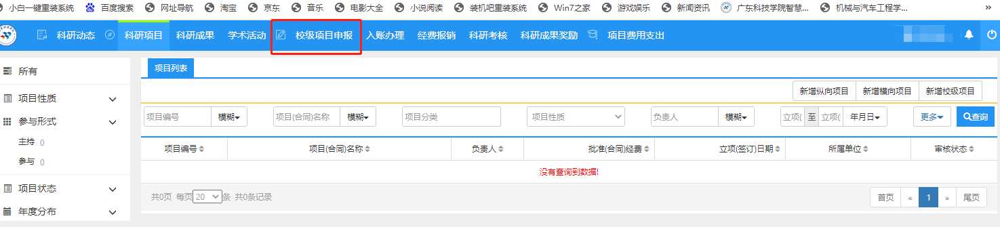 小白一键重装系统 百度搜索 网址导航 淘宝 京东 音乐 电影大全 小说阅读 装机吧重装系统 Win7之家 游戏娱乐 新闻资讯 广东科技学院智慧... 机械与汽车工程学... »
科研动态 科研项目 科研成果 学术活动 校级项目申报 入账办理 经费报销 科研考核 科研成果奖励 项目费用支出
所有
项目列表
新增纵向项目 新增横向项目 新增校级项目
项目性质
项目编号 模糊 项目(合同)名称 模糊 项目分类 项目性质 负责人 模糊 立项( 至 立项( 年月日 更多 查询
参与形式
主持 0
项目编号 项目(合同)名称 负责人 批准(合同)经费 立项(签订)日期 所属单位 审核状态
参与 0
没有查询到数据!
项目状态
共0页 每页 20 条 共0条记录 首页 « 1 » 尾页
年度分布